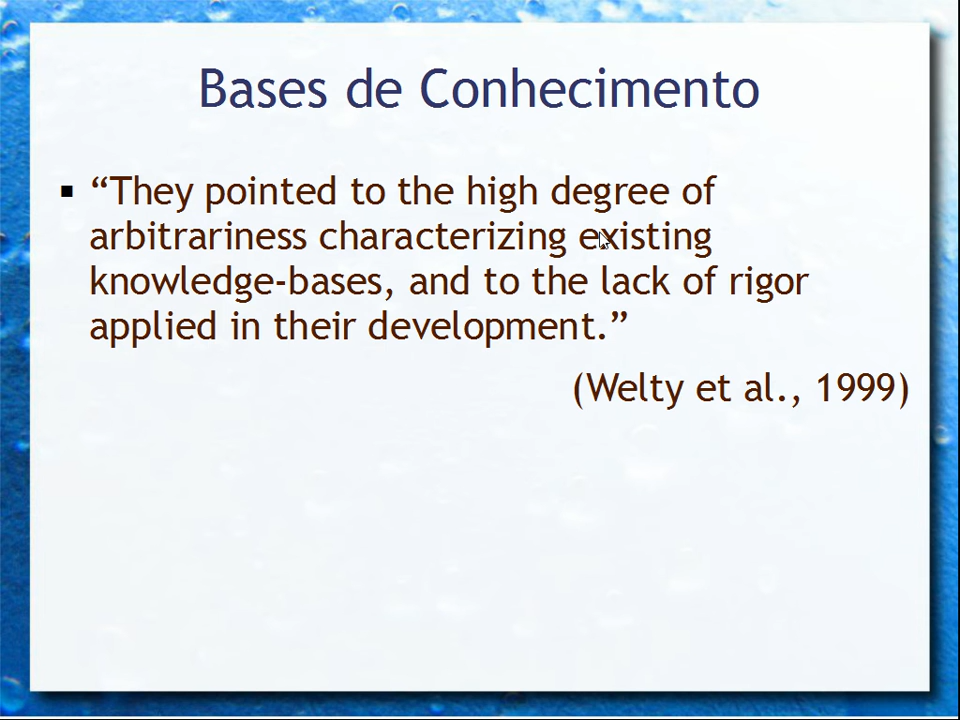 Bases de Conhecimento
▪ “They pointed to the high degree of
arbitrariness characterizing existing
knowledge-bases, and to the lack of rigor
applied in their development.”
(Welty et al., 1999)